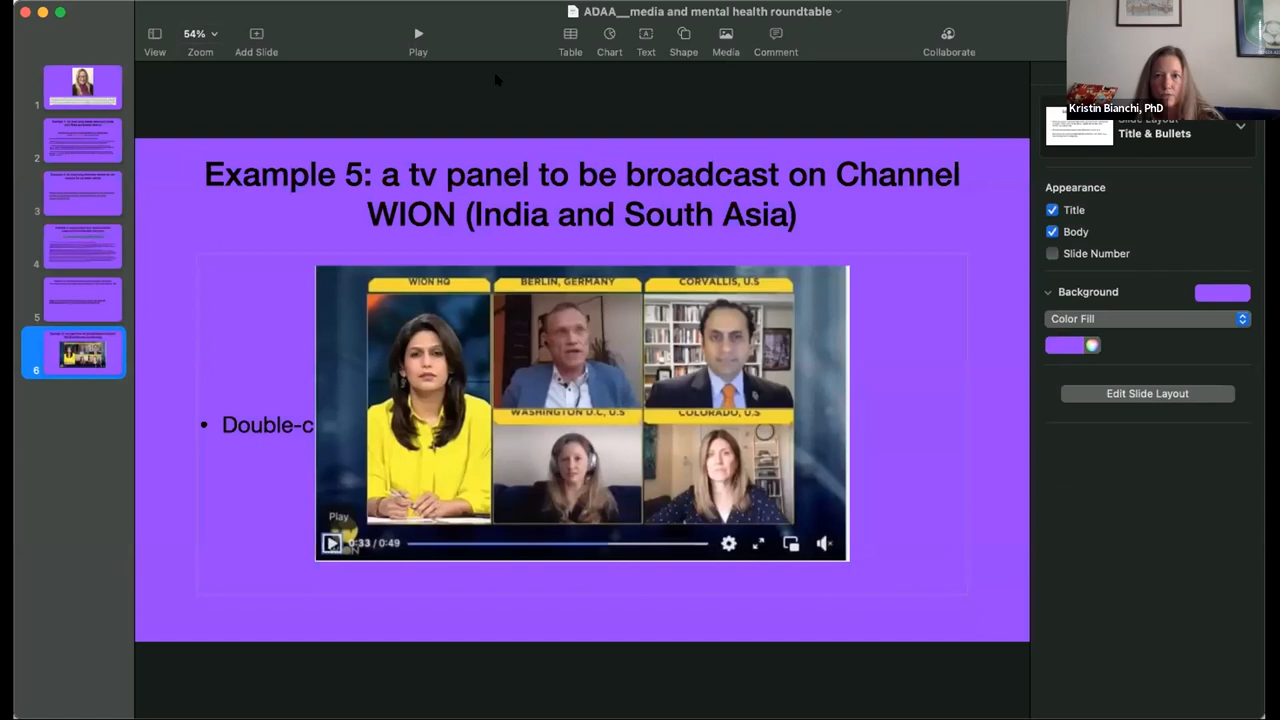 ADAA__media and mental health roundtable
54%
View
Zoom
Add Slide
Play
Table
Chart
Text
Shape
Media
Comment
Collaborate
Kristin Bianchi, PhD
Slide Layout
Title & Bullets
Appearance
Title
Body
Slide Number
Background
Color Fill
Edit Slide Layout
1
2
3
4
5
6
Example 5: a tv panel to be broadcast on Channel
WION (India and South Asia)
WION HQ
BERLIN, GERMANY
CORVALLIS, U.S
WASHINGTON D.C, U.S
COLORADO, U.S
• Double-c
Play
0:33 / 0:49
WION